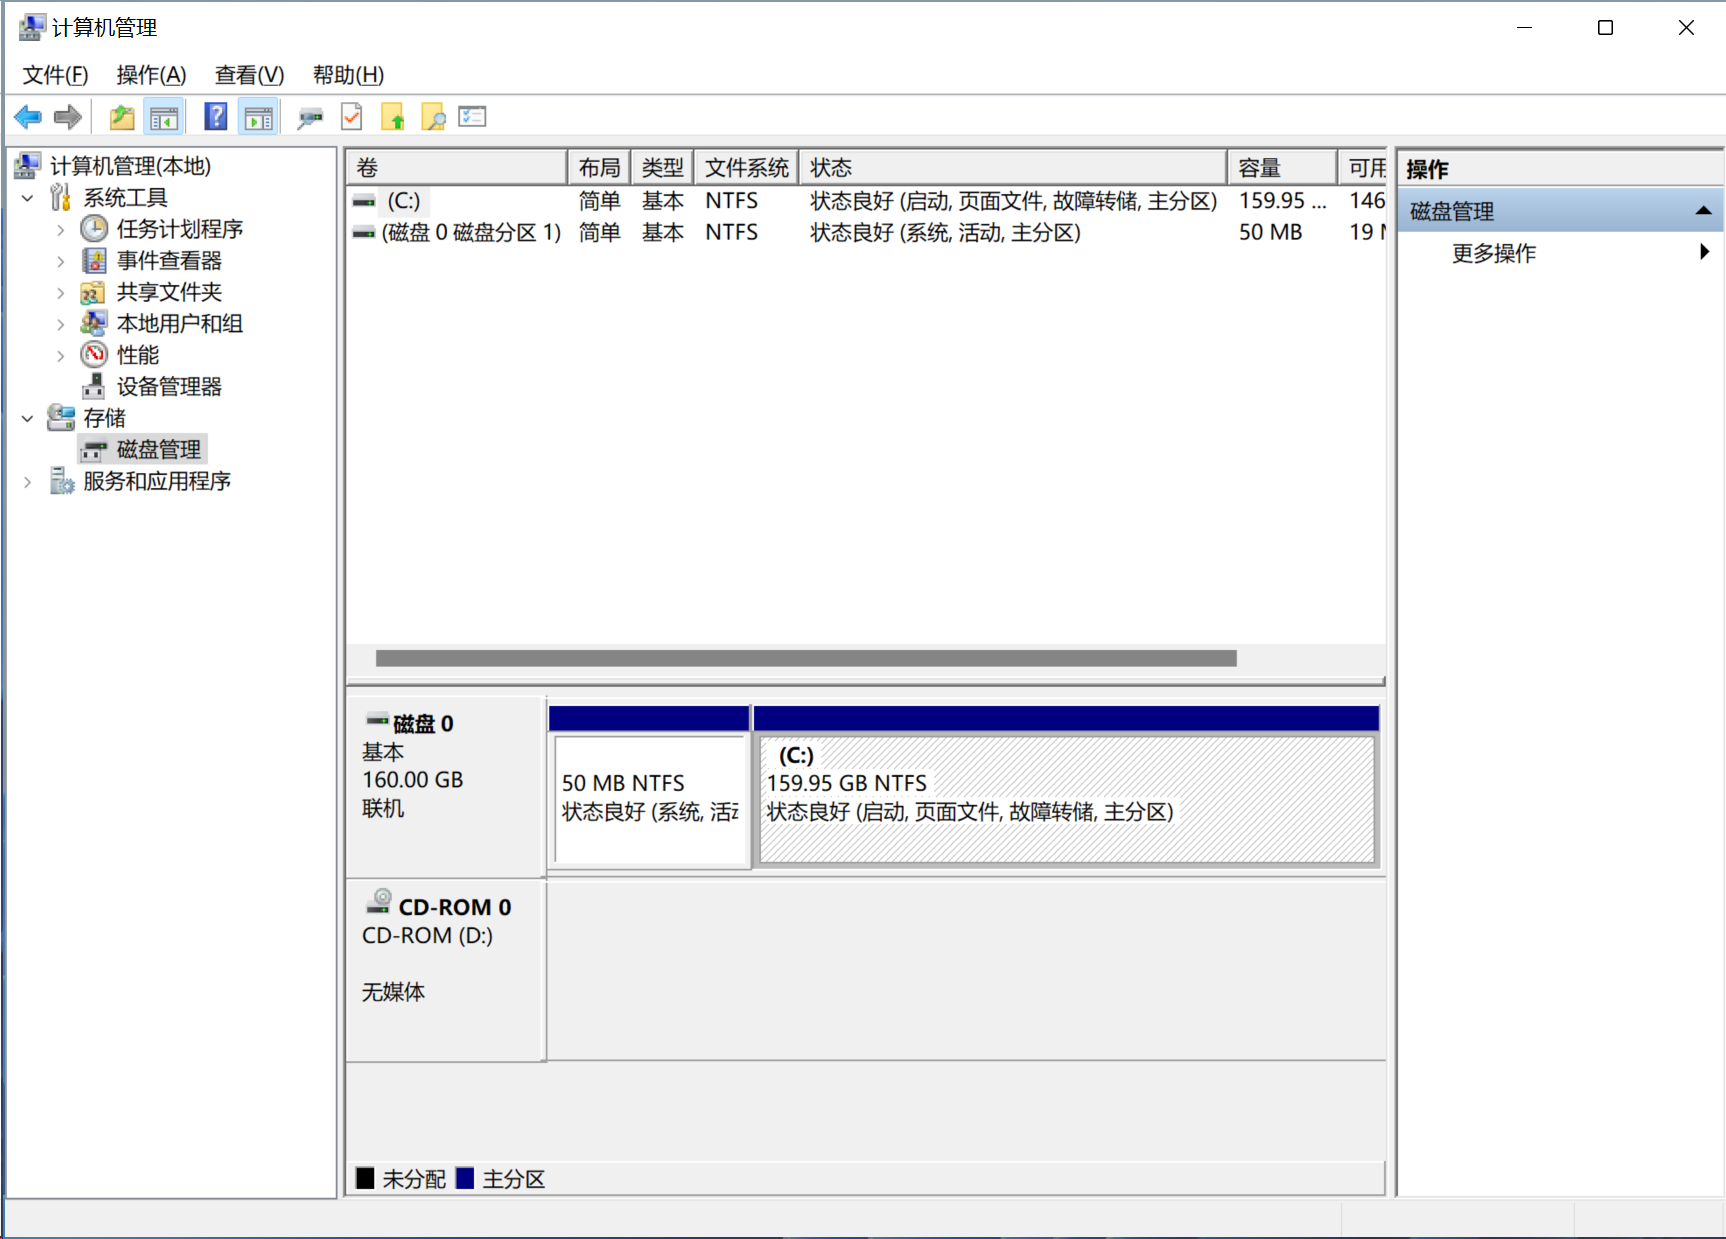 计算机管理
文件(F) 操作(A) 查看(V) 帮助(H)
计算机管理(本地)
系统工具
任务计划程序
事件查看器
共享文件夹
本地用户和组
性能
设备管理器
存储
磁盘管理
服务和应用程序
卷 布局 类型 文件系统 状态 容量 可用
(C:) 简单 基本 NTFS 状态良好 (启动, 页面文件, 故障转储, 主分区) 159.95 ... 146
(磁盘 0 磁盘分区 1) 简单 基本 NTFS 状态良好 (系统, 活动, 主分区) 50 MB 19
磁盘 0
基本
160.00 GB
联机
50 MB NTFS
状态良好 (系统, 活
(C:)
159.95 GB NTFS
状态良好 (启动, 页面文件, 故障转储, 主分区)
CD-ROM 0
CD-ROM (D:)
无媒体
未分配 主分区
操作
磁盘管理
更多操作